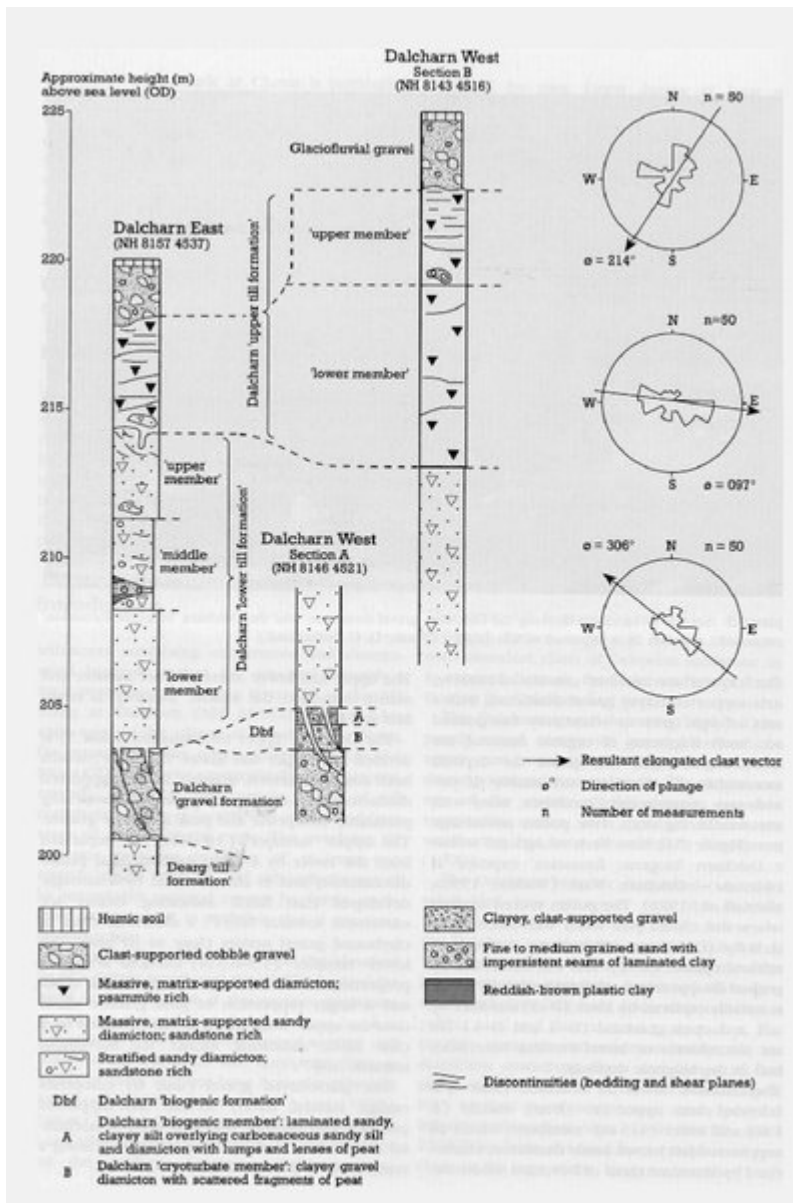 Dalcharn West
Section B
(NH 8143 4516)
Approximate height (m)
above sea level (OD)
225
220
215
210
205
200
Glaciofluvial gravel
'upper member'
'lower member'
Dalcharn 'upper till formation'
Dalcharn East
(NH 8157 4537)
'upper
member'
'middle
member'
'lower
member'
Dalcharn 'lower till formation'
Dalcharn
'gravel formation'
Dearg 'till
formation'
Dalcharn West
Section A
(NH 8146 4521)
Dbf
A
B
N n = 50
W E
S
ø = 214°
N n=50
W E
S
ø = 097°
ø = 306° N n = 50
W E
S
Resultant elongated clast vector
ø° Direction of plunge
n Number of measurements
Humic soil
Clast-supported cobble gravel
Massive, matrix-supported diamicton;
psammite rich
Massive, matrix-supported sandy
diamicton; sandstone rich
Stratified sandy diamicton;
sandstone rich
Dbf Dalcharn 'biogenic formation'
A Dalcharn 'biogenic member': laminated sandy,
clayey silt overlying carbonaceous sandy silt
and diamicton with lumps and lenses of peat
B Dalcharn 'cryoturbate member': clayey gravel
diamicton with scattered fragments of peat
Clayey, clast-supported gravel
Fine to medium grained sand with
impersistent seams of laminated clay
Reddish-brown plastic clay
Discontinuities (bedding and shear planes)